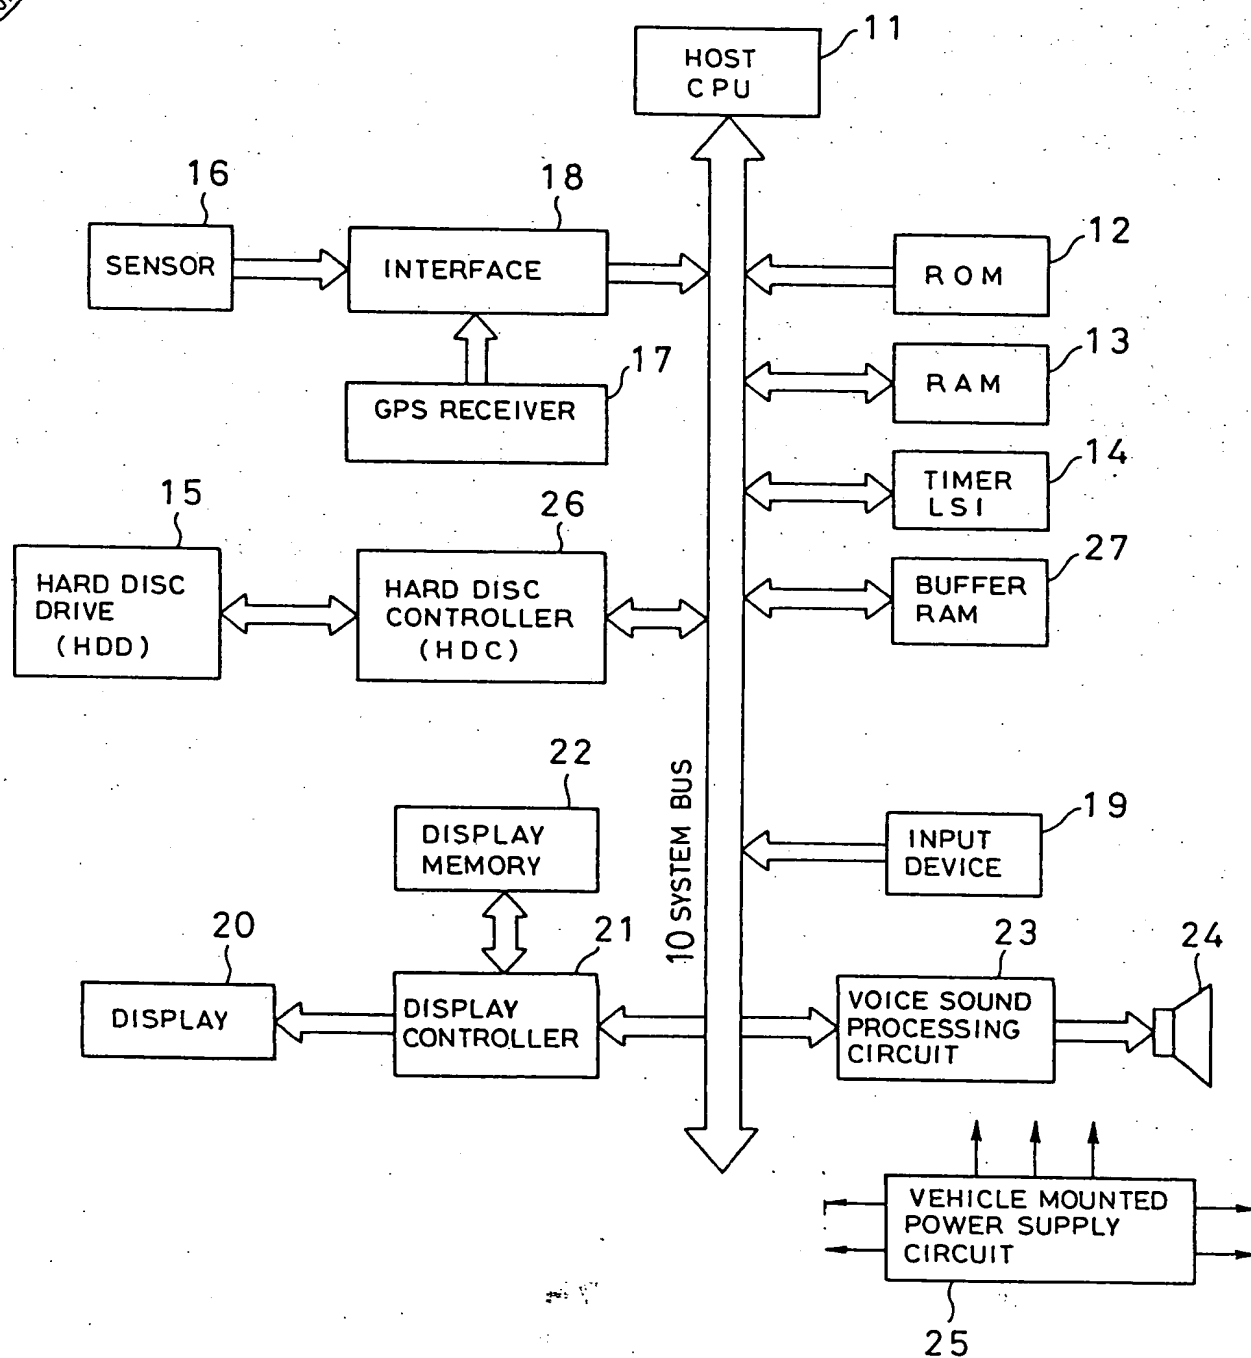 11
HOST
CPU
16
18
12
SENSOR
INTERFACE
ROM
13
17
RAM
GPS RECEIVER
14
TIMER
LSI
15
26
27
HARD DISC
DRIVE
(HDD)
HARD DISC
CONTROLLER
(HDC)
BUFFER
RAM
22
10 SYSTEM BUS
19
DISPLAY
MEMORY
INPUT
DEVICE
20
21
23
24
DISPLAY
DISPLAY
CONTROLLER
VOICE SOUND
PROCESSING
CIRCUIT
VEHICLE MOUNTED
POWER SUPPLY
CIRCUIT
25